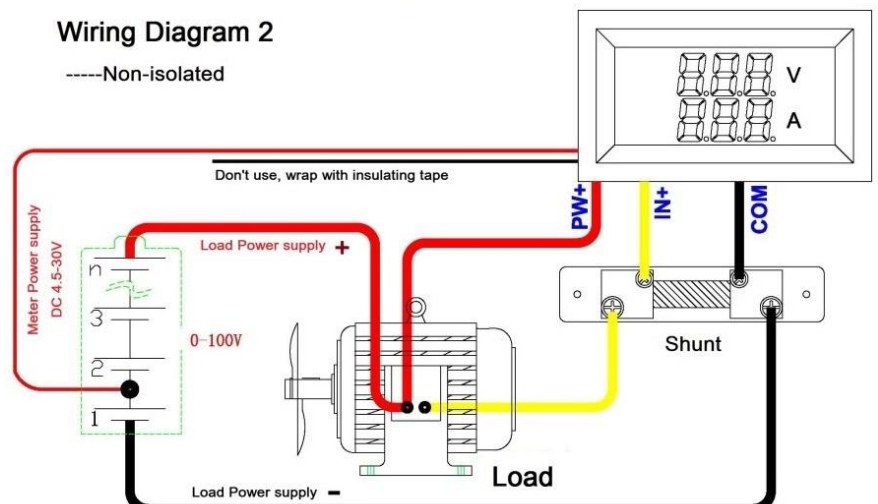 Wiring Diagram 2
-----Non-isolated
V
A
Don't use, wrap with insulating tape
PW+
IN+
COM
Meter Power supply
DC 4.5-30V
Load Power supply +
n
3
2
1
0-100V
Shunt
Load
Load Power supply -